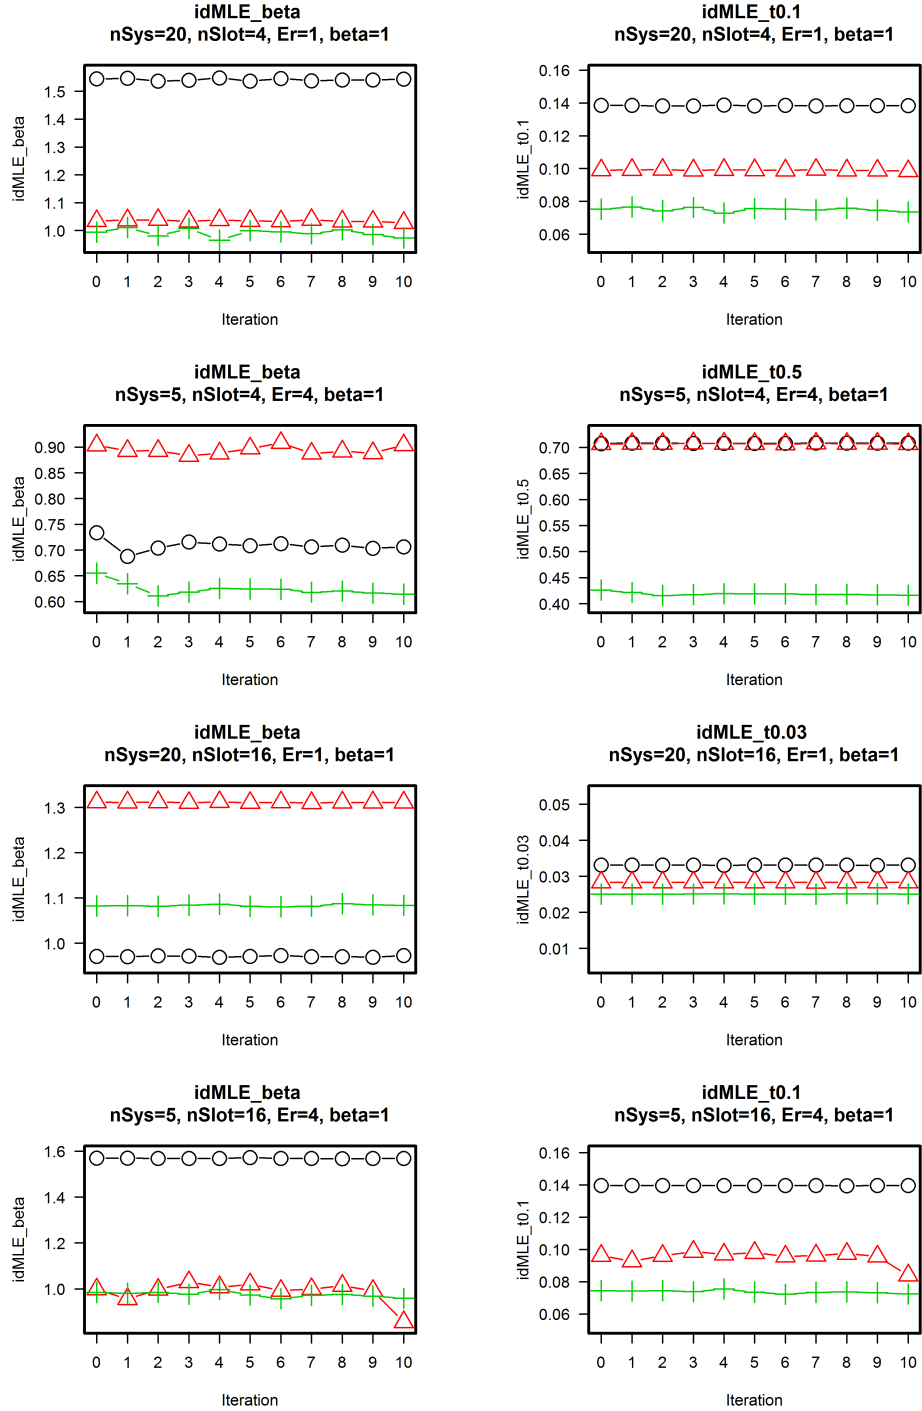 idMLE_beta
nSys=20, nSlot=4, Er=1, beta=1
idMLE_beta
1.5
1.4
1.3
1.2
1.1
1.0
0 1 2 3 4 5 6 7 8 9 10
Iteration
idMLE_t0.1
nSys=20, nSlot=4, Er=1, beta=1
idMLE_t0.1
0.16
0.14
0.12
0.10
0.08
0.06
0 1 2 3 4 5 6 7 8 9 10
Iteration
idMLE_beta
nSys=5, nSlot=4, Er=4, beta=1
idMLE_beta
0.90
0.85
0.80
0.75
0.70
0.65
0.60
0 1 2 3 4 5 6 7 8 9 10
Iteration
idMLE_t0.5
nSys=5, nSlot=4, Er=4, beta=1
idMLE_t0.5
0.70
0.65
0.60
0.55
0.50
0.45
0.40
0 1 2 3 4 5 6 7 8 9 10
Iteration
idMLE_beta
nSys=20, nSlot=16, Er=1, beta=1
idMLE_beta
1.3
1.2
1.1
1.0
0 1 2 3 4 5 6 7 8 9 10
Iteration
idMLE_t0.03
nSys=20, nSlot=16, Er=1, beta=1
idMLE_t0.03
0.05
0.04
0.03
0.02
0.01
0 1 2 3 4 5 6 7 8 9 10
Iteration
idMLE_beta
nSys=5, nSlot=16, Er=4, beta=1
idMLE_beta
1.6
1.4
1.2
1.0
0 1 2 3 4 5 6 7 8 9 10
Iteration
idMLE_t0.1
nSys=5, nSlot=16, Er=4, beta=1
idMLE_t0.1
0.16
0.14
0.12
0.10
0.08
0.06
0 1 2 3 4 5 6 7 8 9 10
Iteration